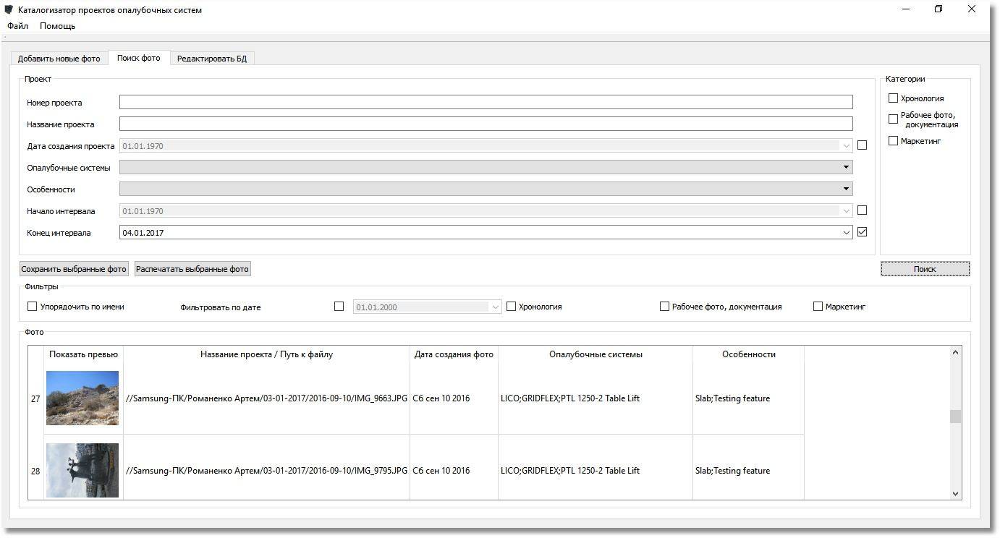 Каталогизатор проектов опалубочных систем
Файл Помощь
Добавить новые фото Поиск фото Редактировать БД
Проект
Номер проекта
Название проекта
Дата создания проекта 01.01.1970
Опалубочные системы
Особенности
Начало интервала 01.01.1970
Конец интервала 04.01.2017
Категории
Хронология
Рабочее фото,
документация
Маркетинг
Сохранить выбранные фото Распечатать выбранные фото Поиск
Фильтры
Упорядочить по имени Фильтровать по дате 01.01.2000 Хронология Рабочее фото, документация Маркетинг
Фото
Показать превью Название проекта / Путь к файлу Дата создания фото Опалубочные системы Особенности
27 //Samsung-ПК/Романенко Артем/03-01-2017/2016-09-10/IMG_9663.JPG Сб сен 10 2016 LICO;GRIDFLEX;PTL 1250-2 Table Lift Slab;Testing feature
28 //Samsung-ПК/Романенко Артем/03-01-2017/2016-09-10/IMG_9795.JPG Сб сен 10 2016 LICO;GRIDFLEX;PTL 1250-2 Table Lift Slab;Testing feature